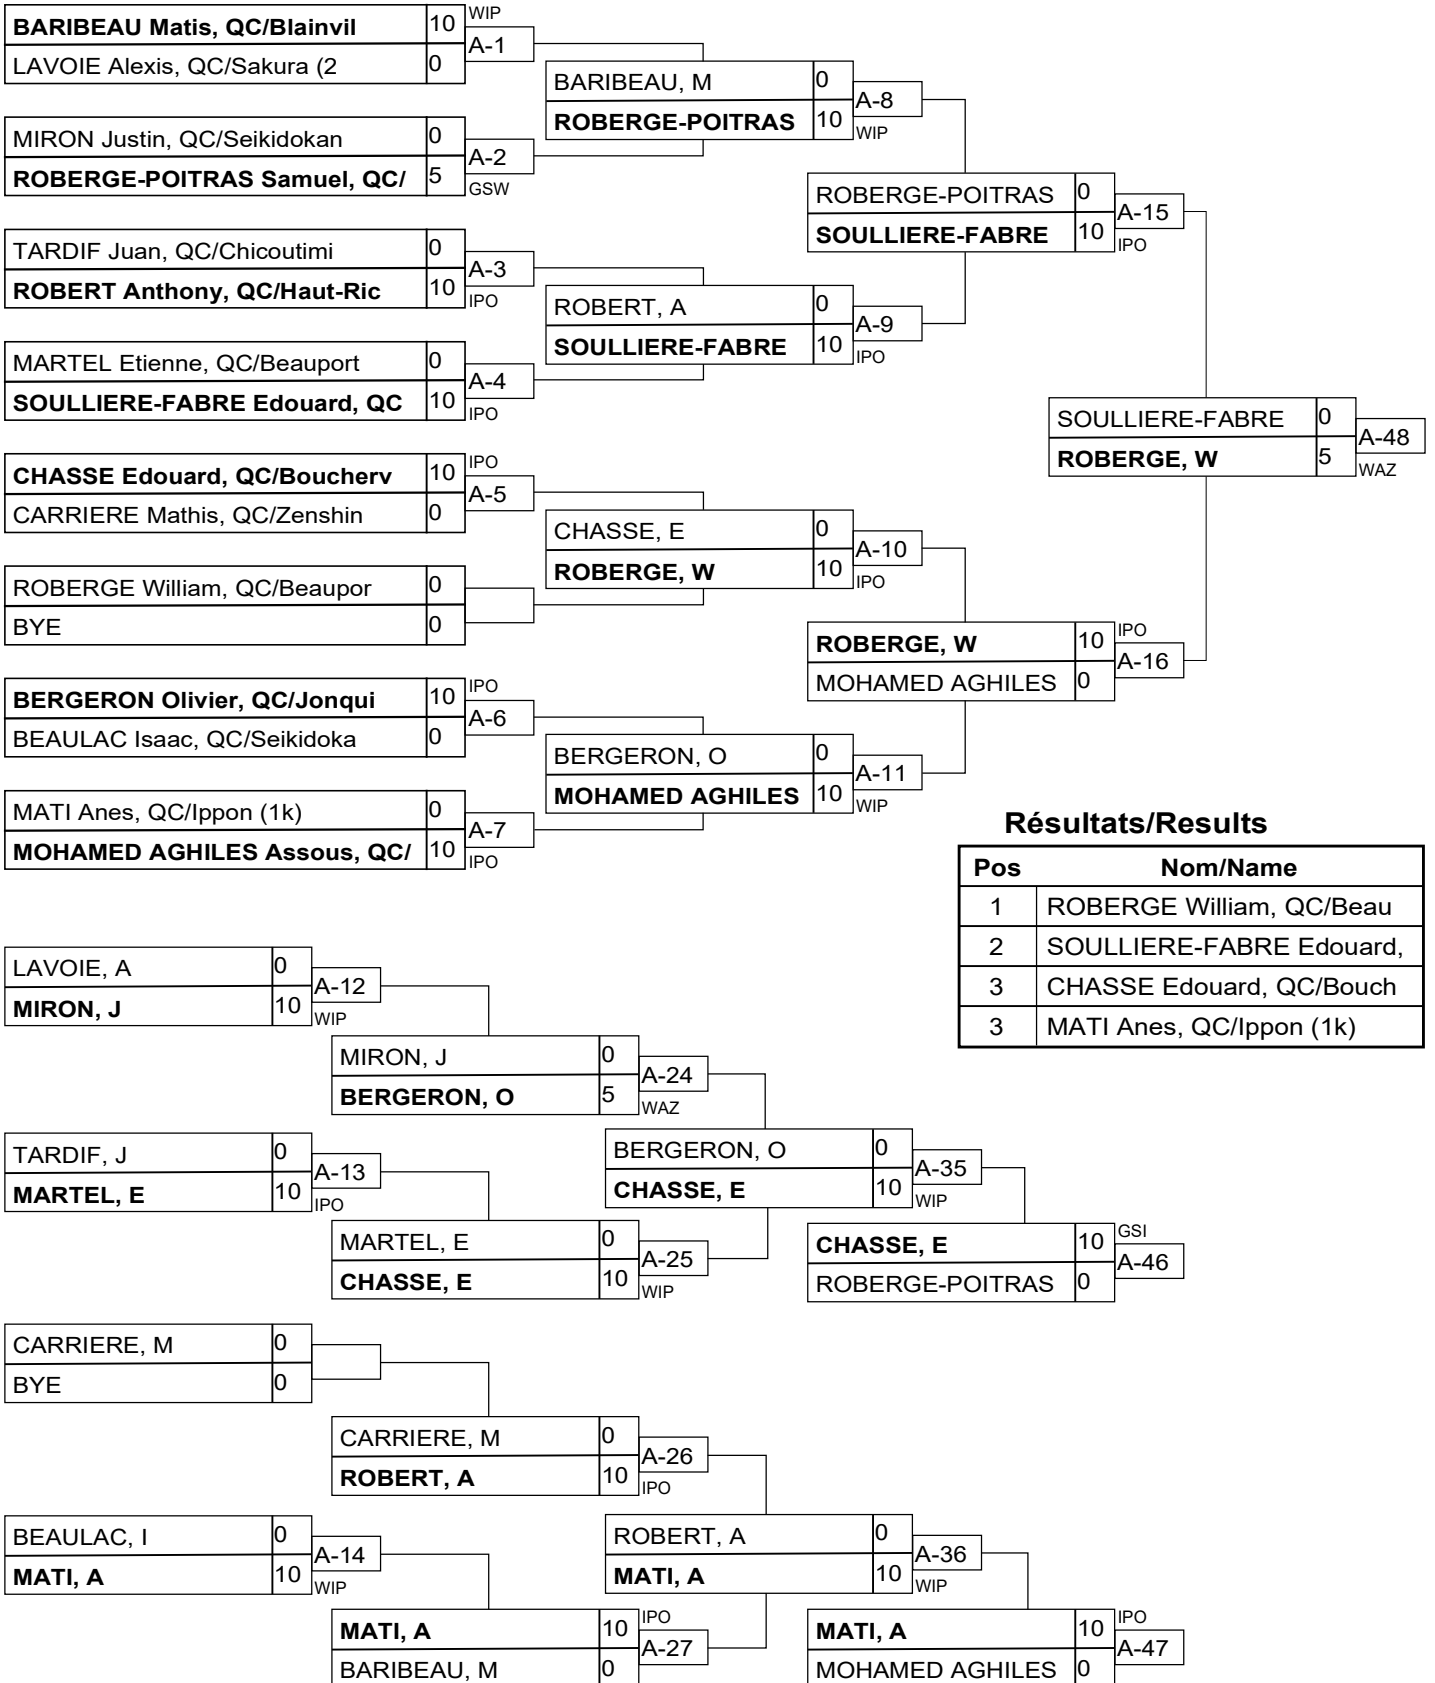 BARIBEAU Matis, QC/Blainvil 10 WIP
A-1
LAVOIE Alexis, QC/Sakura (2 0
MIRON Justin, QC/Seikidokan 0
A-2
ROBERGE-POITRAS Samuel, QC/ 5 GSW
TARDIF Juan, QC/Chicoutimi 0
A-3
ROBERT Anthony, QC/Haut-Ric 10 IPO
MARTEL Etienne, QC/Beauport 0
A-4
SOULLIERE-FABRE Edouard, QC 10 IPO
CHASSE Edouard, QC/Boucherv 10 IPO
A-5
CARRIERE Mathis, QC/Zenshin 0
ROBERGE William, QC/Beaupor 0
BYE 0
BERGERON Olivier, QC/Jonqui 10 IPO
A-6
BEAULAC Isaac, QC/Seikidoka 0
MATI Anes, QC/Ippon (1k) 0
A-7
MOHAMED AGHILES Assous, QC/ 10 IPO
BARIBEAU, M 0
A-8
ROBERGE-POITRAS 10 WIP
ROBERT, A 0
A-9
SOULLIERE-FABRE 10 IPO
CHASSE, E 0
A-10
ROBERGE, W 10 IPO
BERGERON, O 0
A-11
MOHAMED AGHILES 10 WIP
ROBERGE-POITRAS 0
A-15
SOULLIERE-FABRE 10 IPO
ROBERGE, W 10 IPO
A-16
MOHAMED AGHILES 0
SOULLIERE-FABRE 0
A-48
ROBERGE, W 5 WAZ
Résultats/Results
Pos Nom/Name
1 ROBERGE William, QC/Beau
2 SOULLIERE-FABRE Edouard,
3 CHASSE Edouard, QC/Bouch
3 MATI Anes, QC/Ippon (1k)
LAVOIE, A 0
A-12
MIRON, J 10 WIP
MIRON, J 0
A-24
BERGERON, O 5 WAZ
TARDIF, J 0
A-13
MARTEL, E 10 IPO
MARTEL, E 0
A-25
CHASSE, E 10 WIP
BERGERON, O 0
A-35
CHASSE, E 10 WIP
CHASSE, E 10 GSI
A-46
ROBERGE-POITRAS 0
CARRIERE, M 0
BYE 0
CARRIERE, M 0
A-26
ROBERT, A 10 IPO
BEAULAC, I 0
A-14
MATI, A 10 WIP
MATI, A 10 IPO
A-27
BARIBEAU, M 0
ROBERT, A 0
A-36
MATI, A 10 WIP
MATI, A 10 IPO
A-47
MOHAMED AGHILES 0